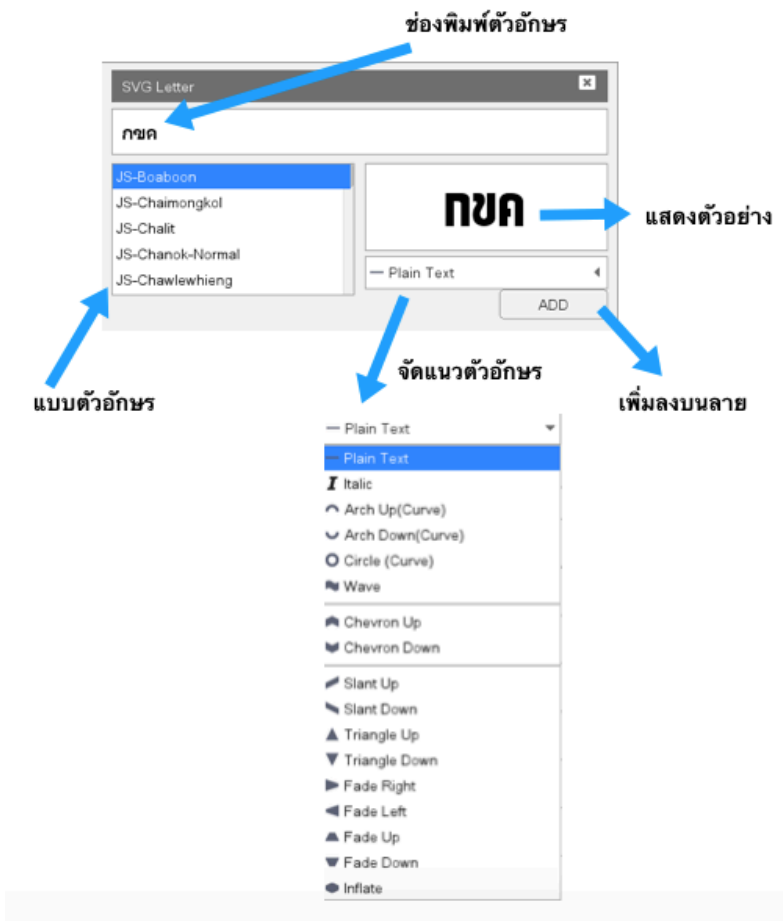 ช่องพิมพ์ตัวอักษร
SVG Letter
กขค
JS-Boaboon
JS-Chaimongkol
JS-Chalit
JS-Chanok-Normal
JS-Chawlewhieng
กขค
แสดงตัวอย่าง
Plain Text
ADD
แบบตัวอักษร
จัดแนวตัวอักษร
เพิ่มลงบนลาย
Plain Text
Plain Text
Italic
Arch Up(Curve)
Arch Down(Curve)
Circle (Curve)
Wave
Chevron Up
Chevron Down
Slant Up
Slant Down
Triangle Up
Triangle Down
Fade Right
Fade Left
Fade Up
Fade Down
Inflate